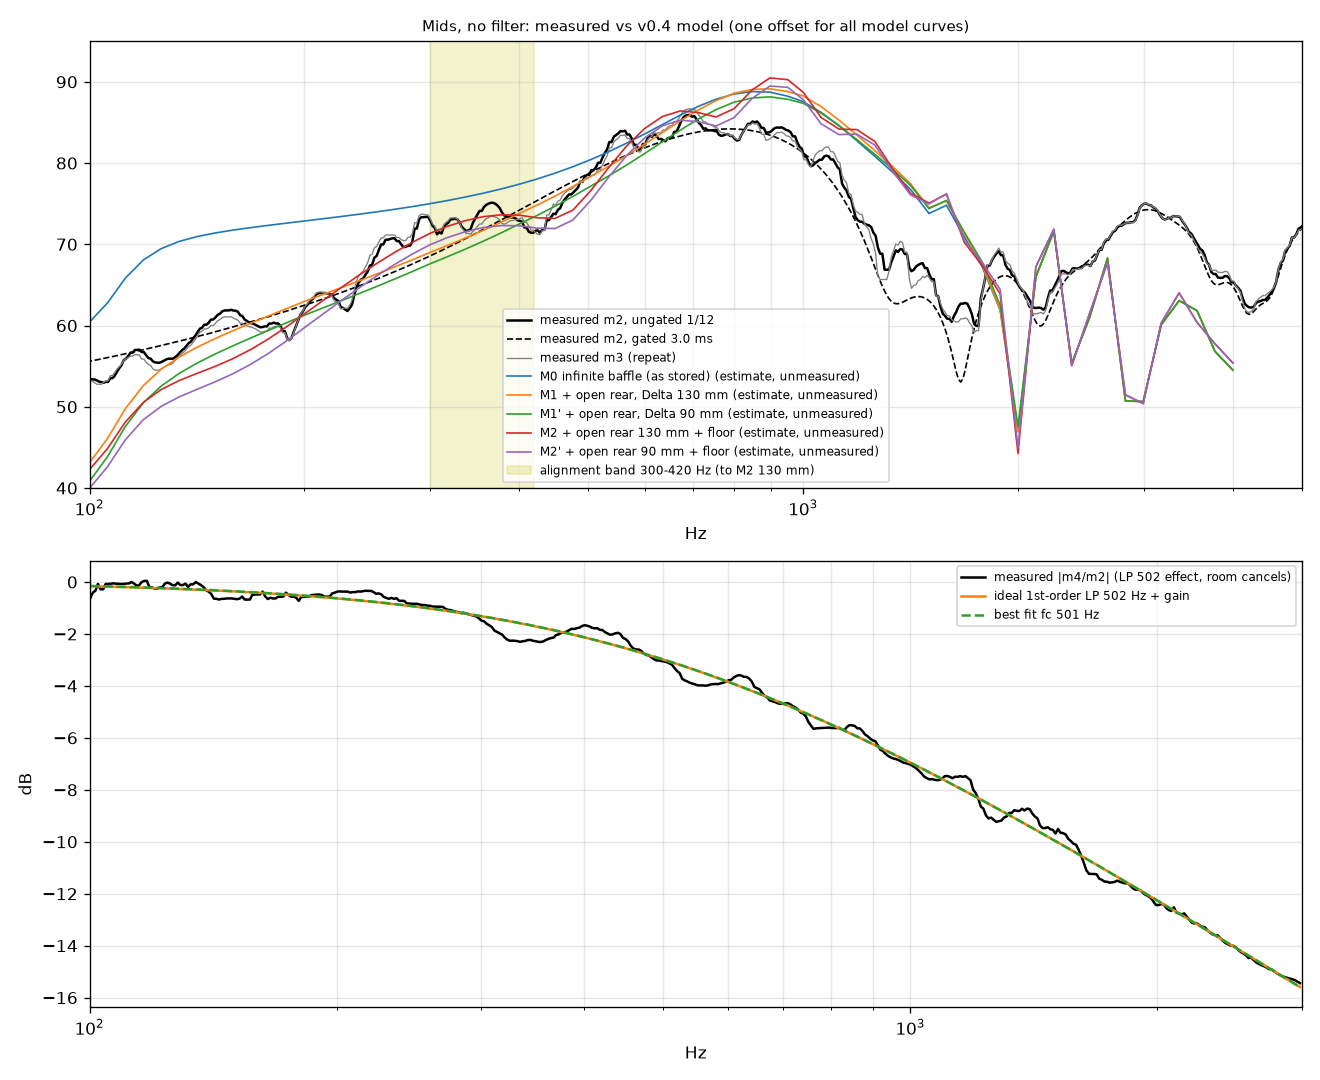 Mids, no filter: measured vs v0.4 model (one offset for all model curves)
90
80
70
60
50
40
measured m2, ungated 1/12
measured m2, gated 3.0 ms
measured m3 (repeat)
M0 infinite baffle (as stored) (estimate, unmeasured)
M1 + open rear, Delta 130 mm (estimate, unmeasured)
M1' + open rear, Delta 90 mm (estimate, unmeasured)
M2 + open rear 130 mm + floor (estimate, unmeasured)
M2' + open rear 90 mm + floor (estimate, unmeasured)
alignment band 300-420 Hz (to M2 130 mm)
10²
10³
Hz
measured |m4/m2| (LP 502 effect, room cancels)
ideal 1st-order LP 502 Hz + gain
best fit fc 501 Hz
0
−2
−4
−6
−8
−10
−12
−14
−16
dB
10²
10³
Hz